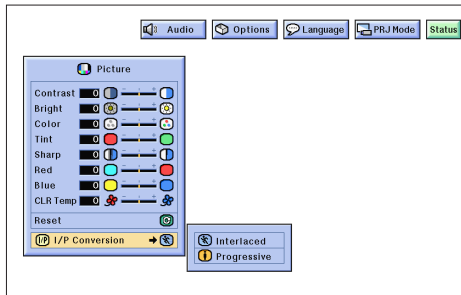 Audio Options Language PRJ Mode Status
Picture
Contrast 0
Bright 0
Color 0
Tint 0
Sharp 0
Red 0
Blue 0
CLR Temp 0
Reset
I/P I/P Conversion
Interlaced
Progressive